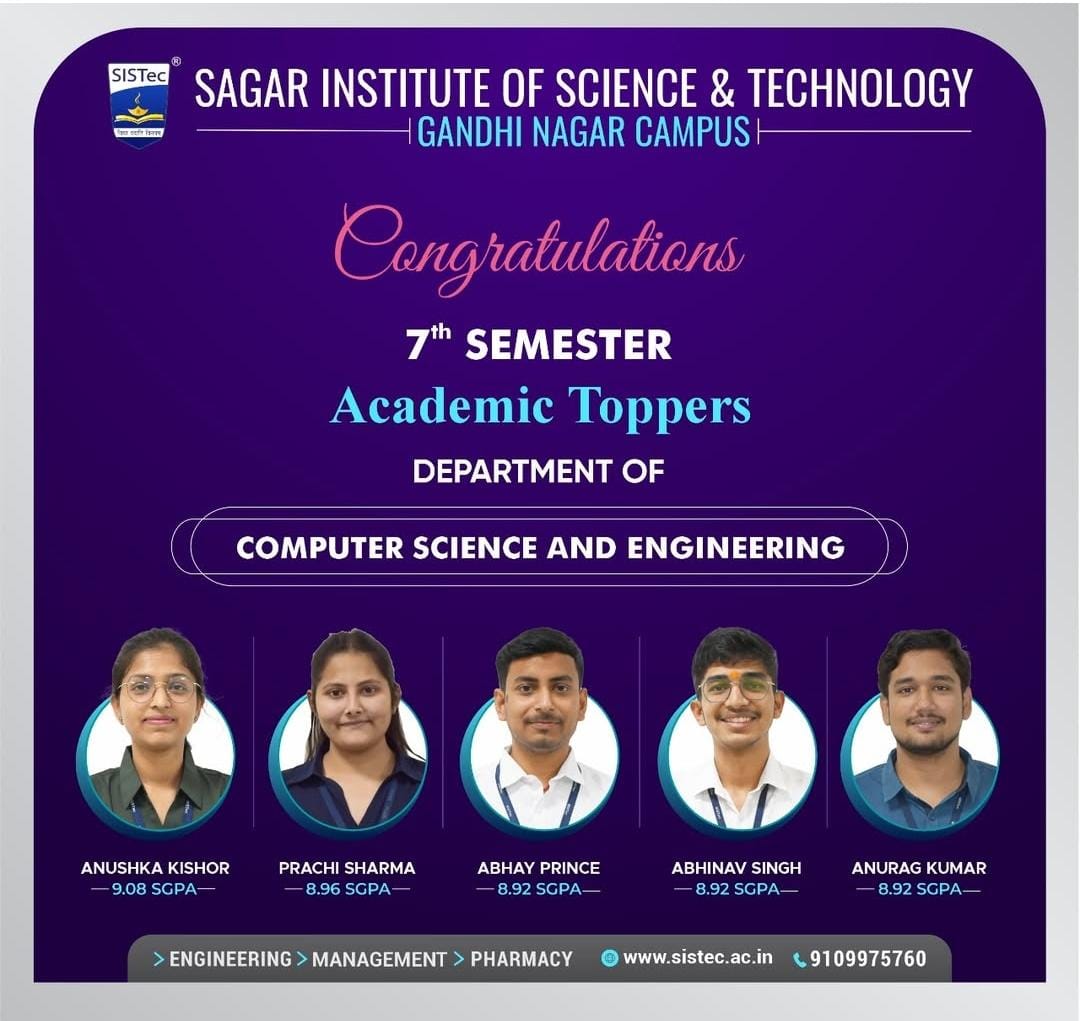 SISTec
®
विद्या ददाति विनयम्
SAGAR INSTITUTE OF SCIENCE & TECHNOLOGY
GANDHI NAGAR CAMPUS
Congratulations
7th SEMESTER
Academic Toppers
DEPARTMENT OF
COMPUTER SCIENCE AND ENGINEERING
ANUSHKA KISHOR
9.08 SGPA
PRACHI SHARMA
8.96 SGPA
ABHAY PRINCE
8.92 SGPA
ABHINAV SINGH
8.92 SGPA
ANURAG KUMAR
8.92 SGPA
ENGINEERING MANAGEMENT PHARMACY www.sistec.ac.in 9109975760